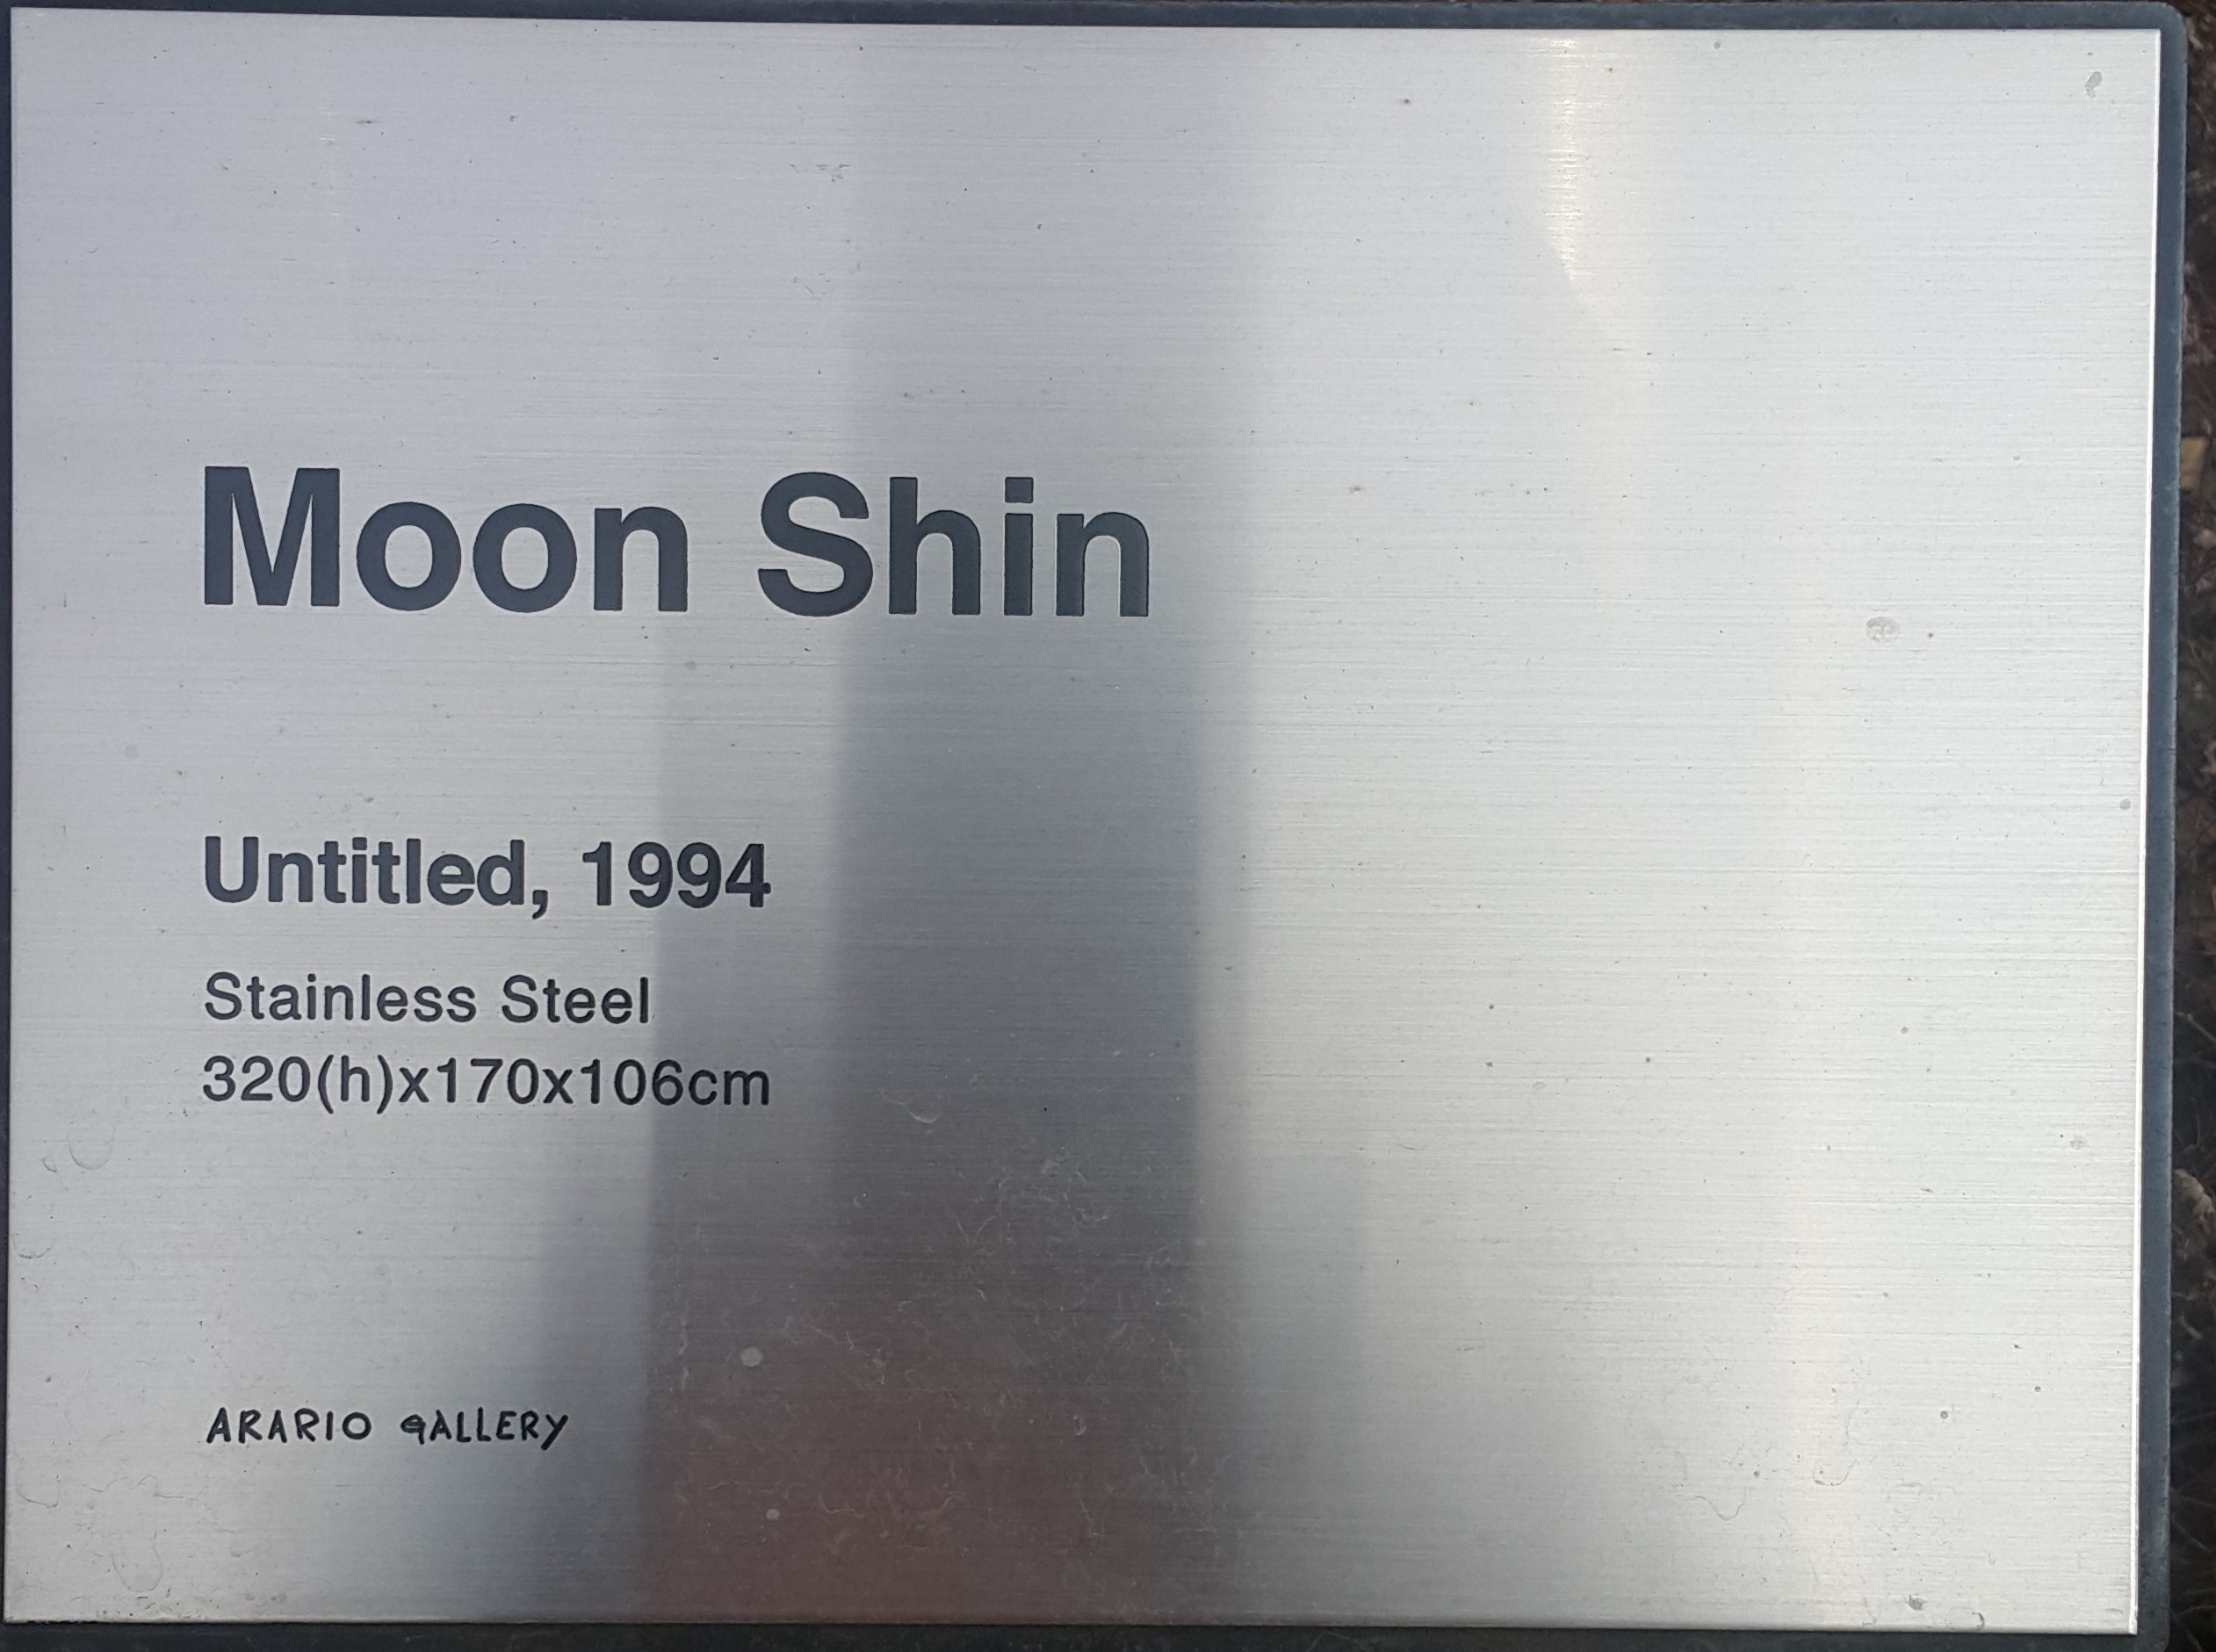 Moon Shin
Untitled, 1994
Stainless Steel
320(h)x170x106cm
ARARIO GALLERY